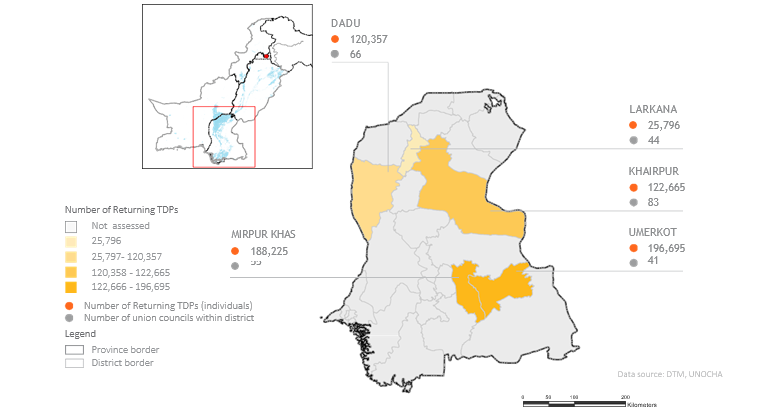 DADU
120,357
66
LARKANA
25,796
44
KHAIRPUR
122,665
83
UMERKOT
196,695
41
MIRPUR KHAS
188,225
Number of Returning TDPs
Not assessed
25,796
25,797- 120,357
120,358 - 122,665
122,666 - 196,695
Number of Returning TDPs (individuals)
Number of union councils within district
Legend
Province border
District border
Data source: DTM, UNOCHA
0 50 100 200
Kilometers